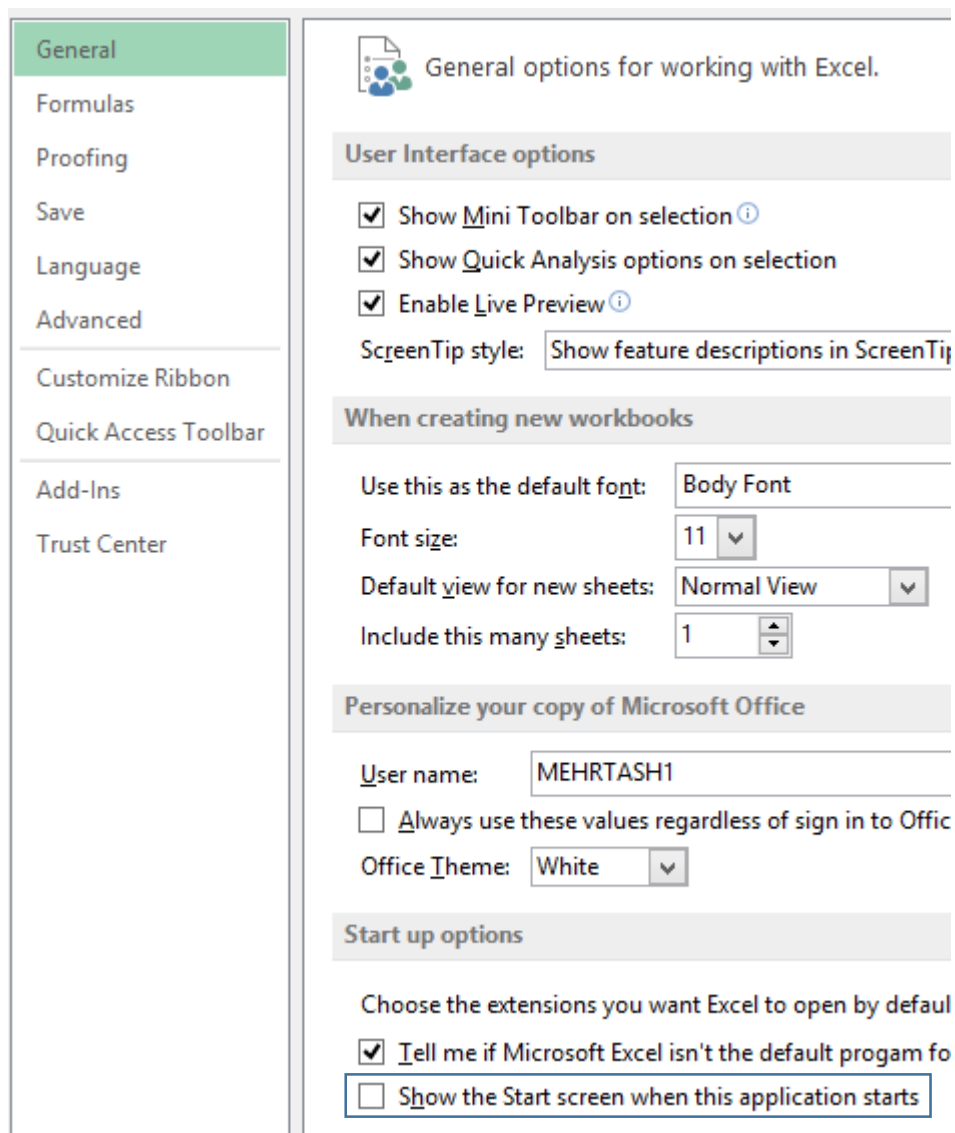 General
Formulas
Proofing
Save
Language
Advanced
Customize Ribbon
Quick Access Toolbar
Add-Ins
Trust Center
General options for working with Excel.
User Interface options
Show Mini Toolbar on selection
Show Quick Analysis options on selection
Enable Live Preview
ScreenTip style: Show feature descriptions in ScreenTip
When creating new workbooks
Use this as the default font: Body Font
Font size: 11
Default view for new sheets: Normal View
Include this many sheets: 1
Personalize your copy of Microsoft Office
User name: MEHRTASH1
Always use these values regardless of sign in to Offic
Office Theme: White
Start up options
Choose the extensions you want Excel to open by defaul
Tell me if Microsoft Excel isn't the default progam fo
Show the Start screen when this application starts